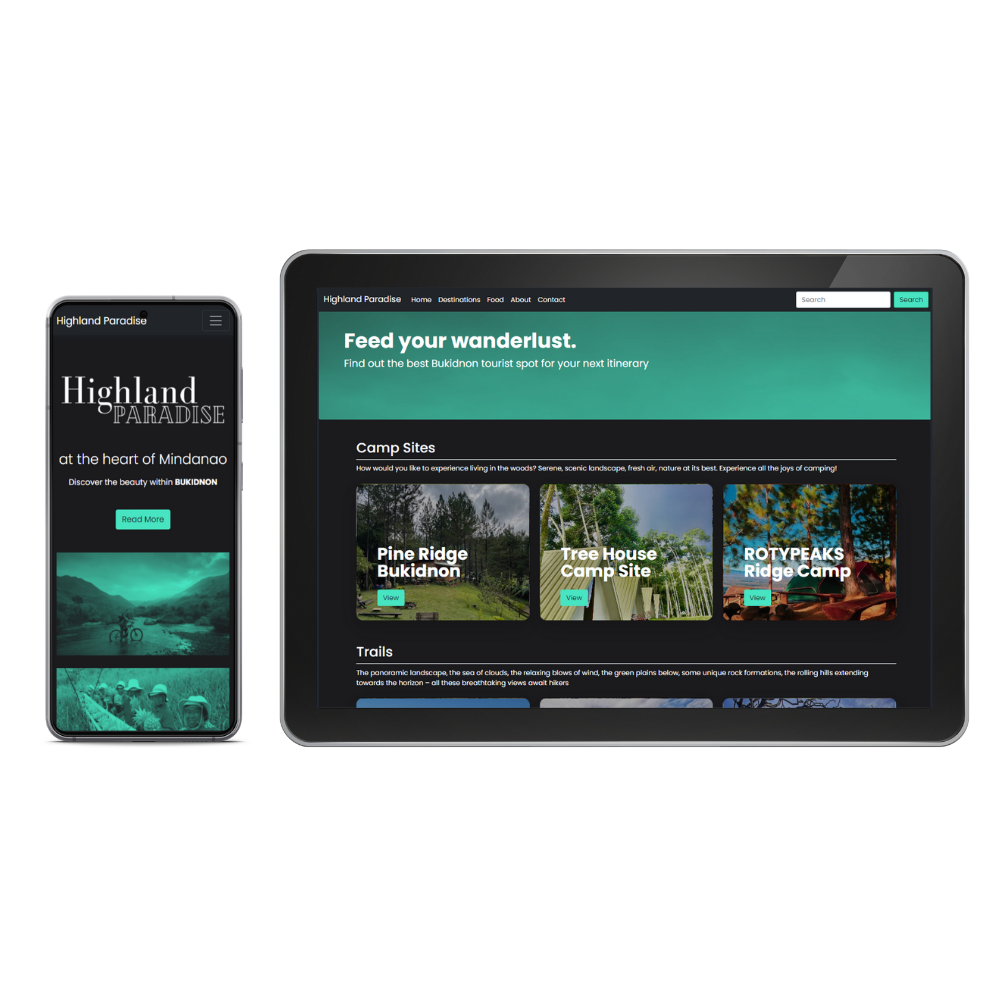 Highland Paradise
Highland
PARADISE
at the heart of Mindanao
Discover the beauty within BUKIDNON
Read More
Highland Paradise Home Destinations Food About Contact Search Search
Feed your wanderlust.
Find out the best Bukidnon tourist spot for your next itinerary
Camp Sites
How would you like to experience living in the woods? Serene, scenic landscape, fresh air, nature at its best. Experience all the joys of camping!
Pine Ridge
Bukidnon
View
Tree House
Camp Site
View
ROTYPEAKS
Ridge Camp
View
Trails
The panoramic landscape, the sea of clouds, the relaxing blows of wind, the green plains below, some unique rock formations, the rolling hills extending
towards the horizon – all these breathtaking views await hikers